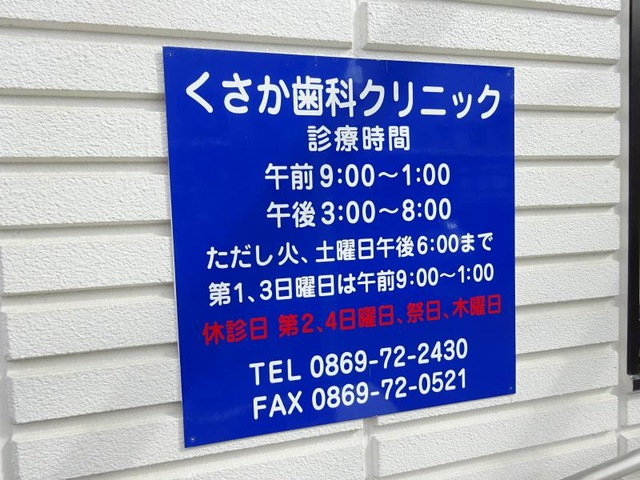 くさか歯科クリニック
診療時間
午前9:00～1:00
午後3:00～8:00
ただし火、土曜日午後6:00まで
第1、3日曜日は午前9:00～1:00
休診日 第2、4日曜日、祭日、木曜日
TEL 0869-72-2430
FAX 0869-72-0521